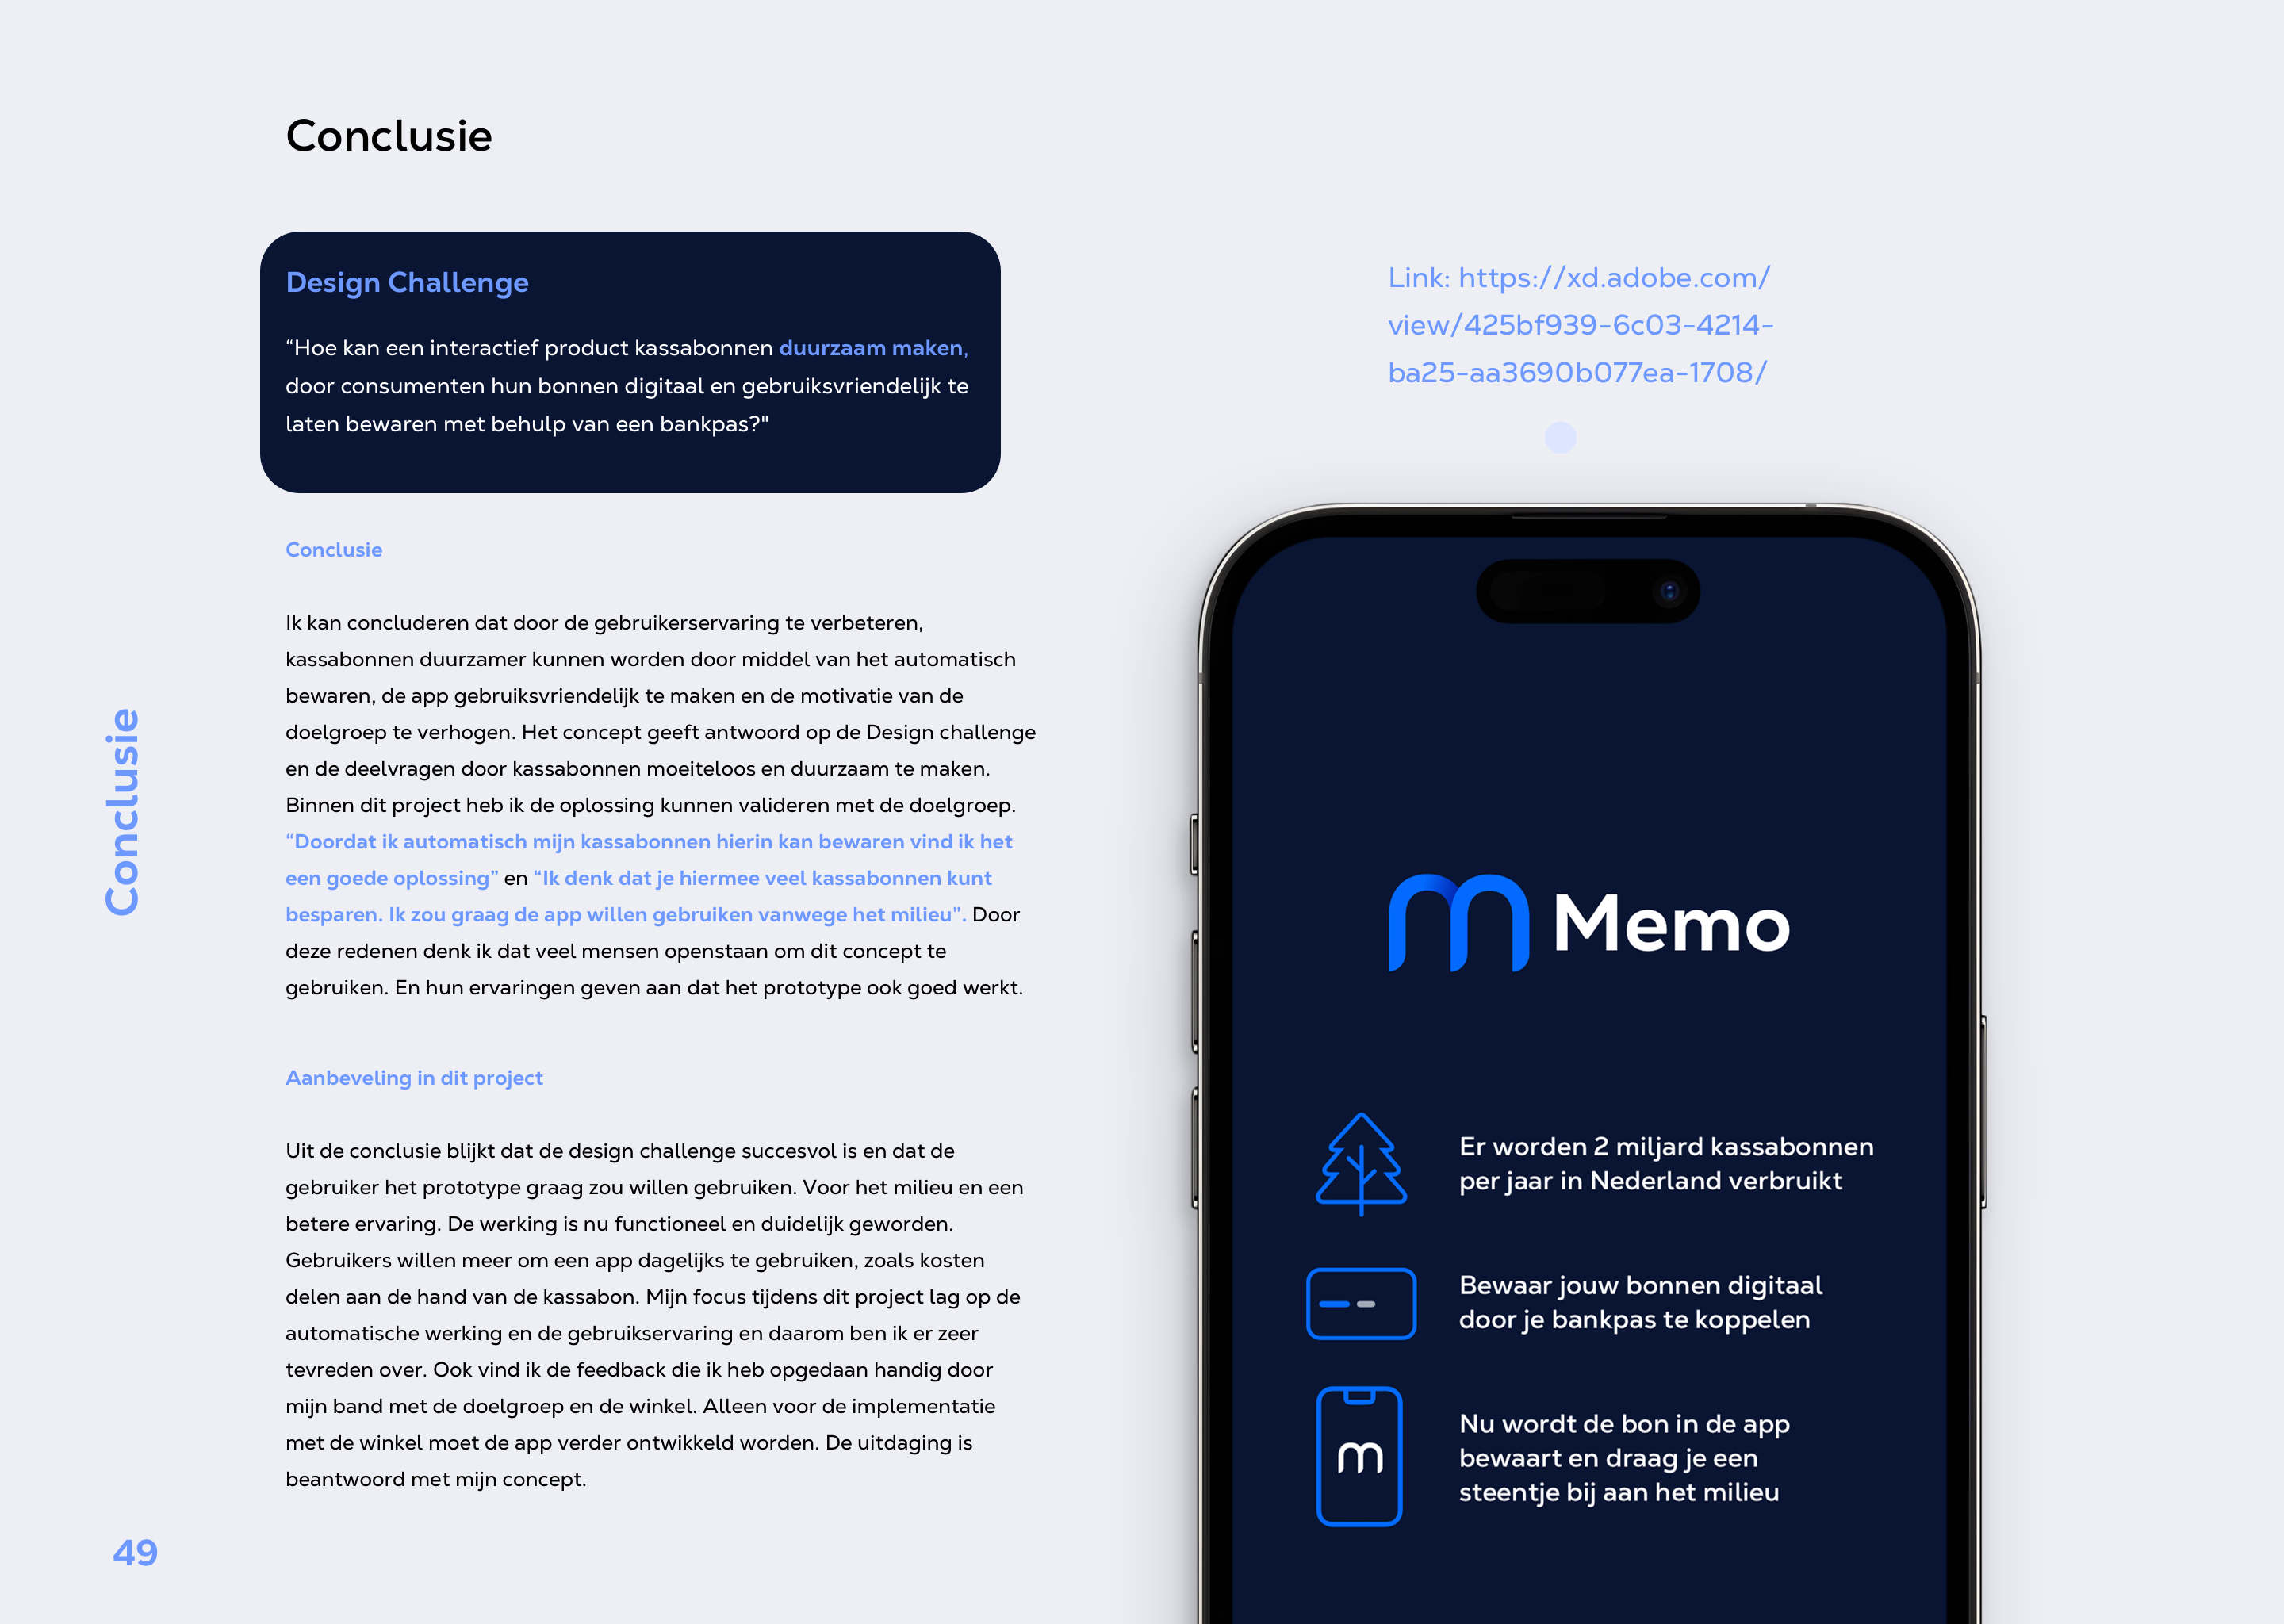 Conclusie
Design Challenge
“Hoe kan een interactief product kassabonnen duurzaam maken,
door consumenten hun bonnen digitaal en gebruiksvriendelijk te
laten bewaren met behulp van een bankpas?"
Conclusie
Ik kan concluderen dat door de gebruikerservaring te verbeteren,
kassabonnen duurzamer kunnen worden door middel van het automatisch
bewaren, de app gebruiksvriendelijk te maken en de motivatie van de
doelgroep te verhogen. Het concept geeft antwoord op de Design challenge
en de deelvragen door kassabonnen moeiteloos en duurzaam te maken.
Binnen dit project heb ik de oplossing kunnen valideren met de doelgroep.
“Doordat ik automatisch mijn kassabonnen hierin kan bewaren vind ik het
een goede oplossing” en “Ik denk dat je hiermee veel kassabonnen kunt
besparen. Ik zou graag de app willen gebruiken vanwege het milieu”. Door
deze redenen denk ik dat veel mensen openstaan om dit concept te
gebruiken. En hun ervaringen geven aan dat het prototype ook goed werkt.
Aanbeveling in dit project
Uit de conclusie blijkt dat de design challenge succesvol is en dat de
gebruiker het prototype graag zou willen gebruiken. Voor het milieu en een
betere ervaring. De werking is nu functioneel en duidelijk geworden.
Gebruikers willen meer om een app dagelijks te gebruiken, zoals kosten
delen aan de hand van de kassabon. Mijn focus tijdens dit project lag op de
automatische werking en de gebruikservaring en daarom ben ik er zeer
tevreden over. Ook vind ik de feedback die ik heb opgedaan handig door
mijn band met de doelgroep en de winkel. Alleen voor de implementatie
met de winkel moet de app verder ontwikkeld worden. De uitdaging is
beantwoord met mijn concept.
Conclusie
49
Link: https://xd.adobe.com/
view/425bf939-6c03-4214-
ba25-aa3690b077ea-1708/
m Memo
Er worden 2 miljard kassabonnen
per jaar in Nederland verbruikt
Bewaar jouw bonnen digitaal
door je bankpas te koppelen
m
Nu wordt de bon in de app
bewaart en draag je een
steentje bij aan het milieu